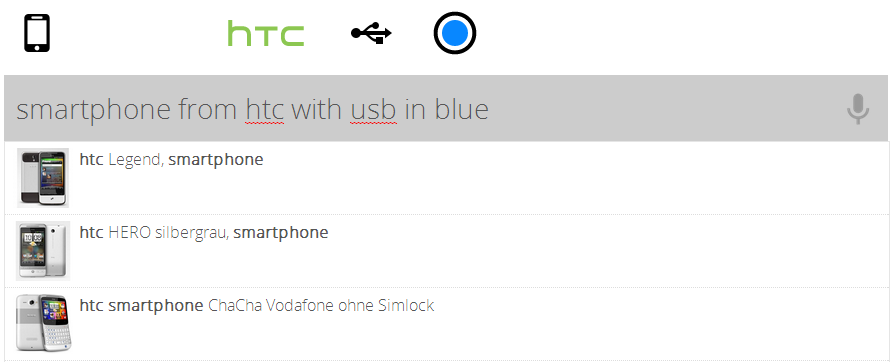 hTC
smartphone from htc with usb in blue
htc Legend, smartphone
htc HERO silbergrau, smartphone
htc smartphone ChaCha Vodafone ohne Simlock